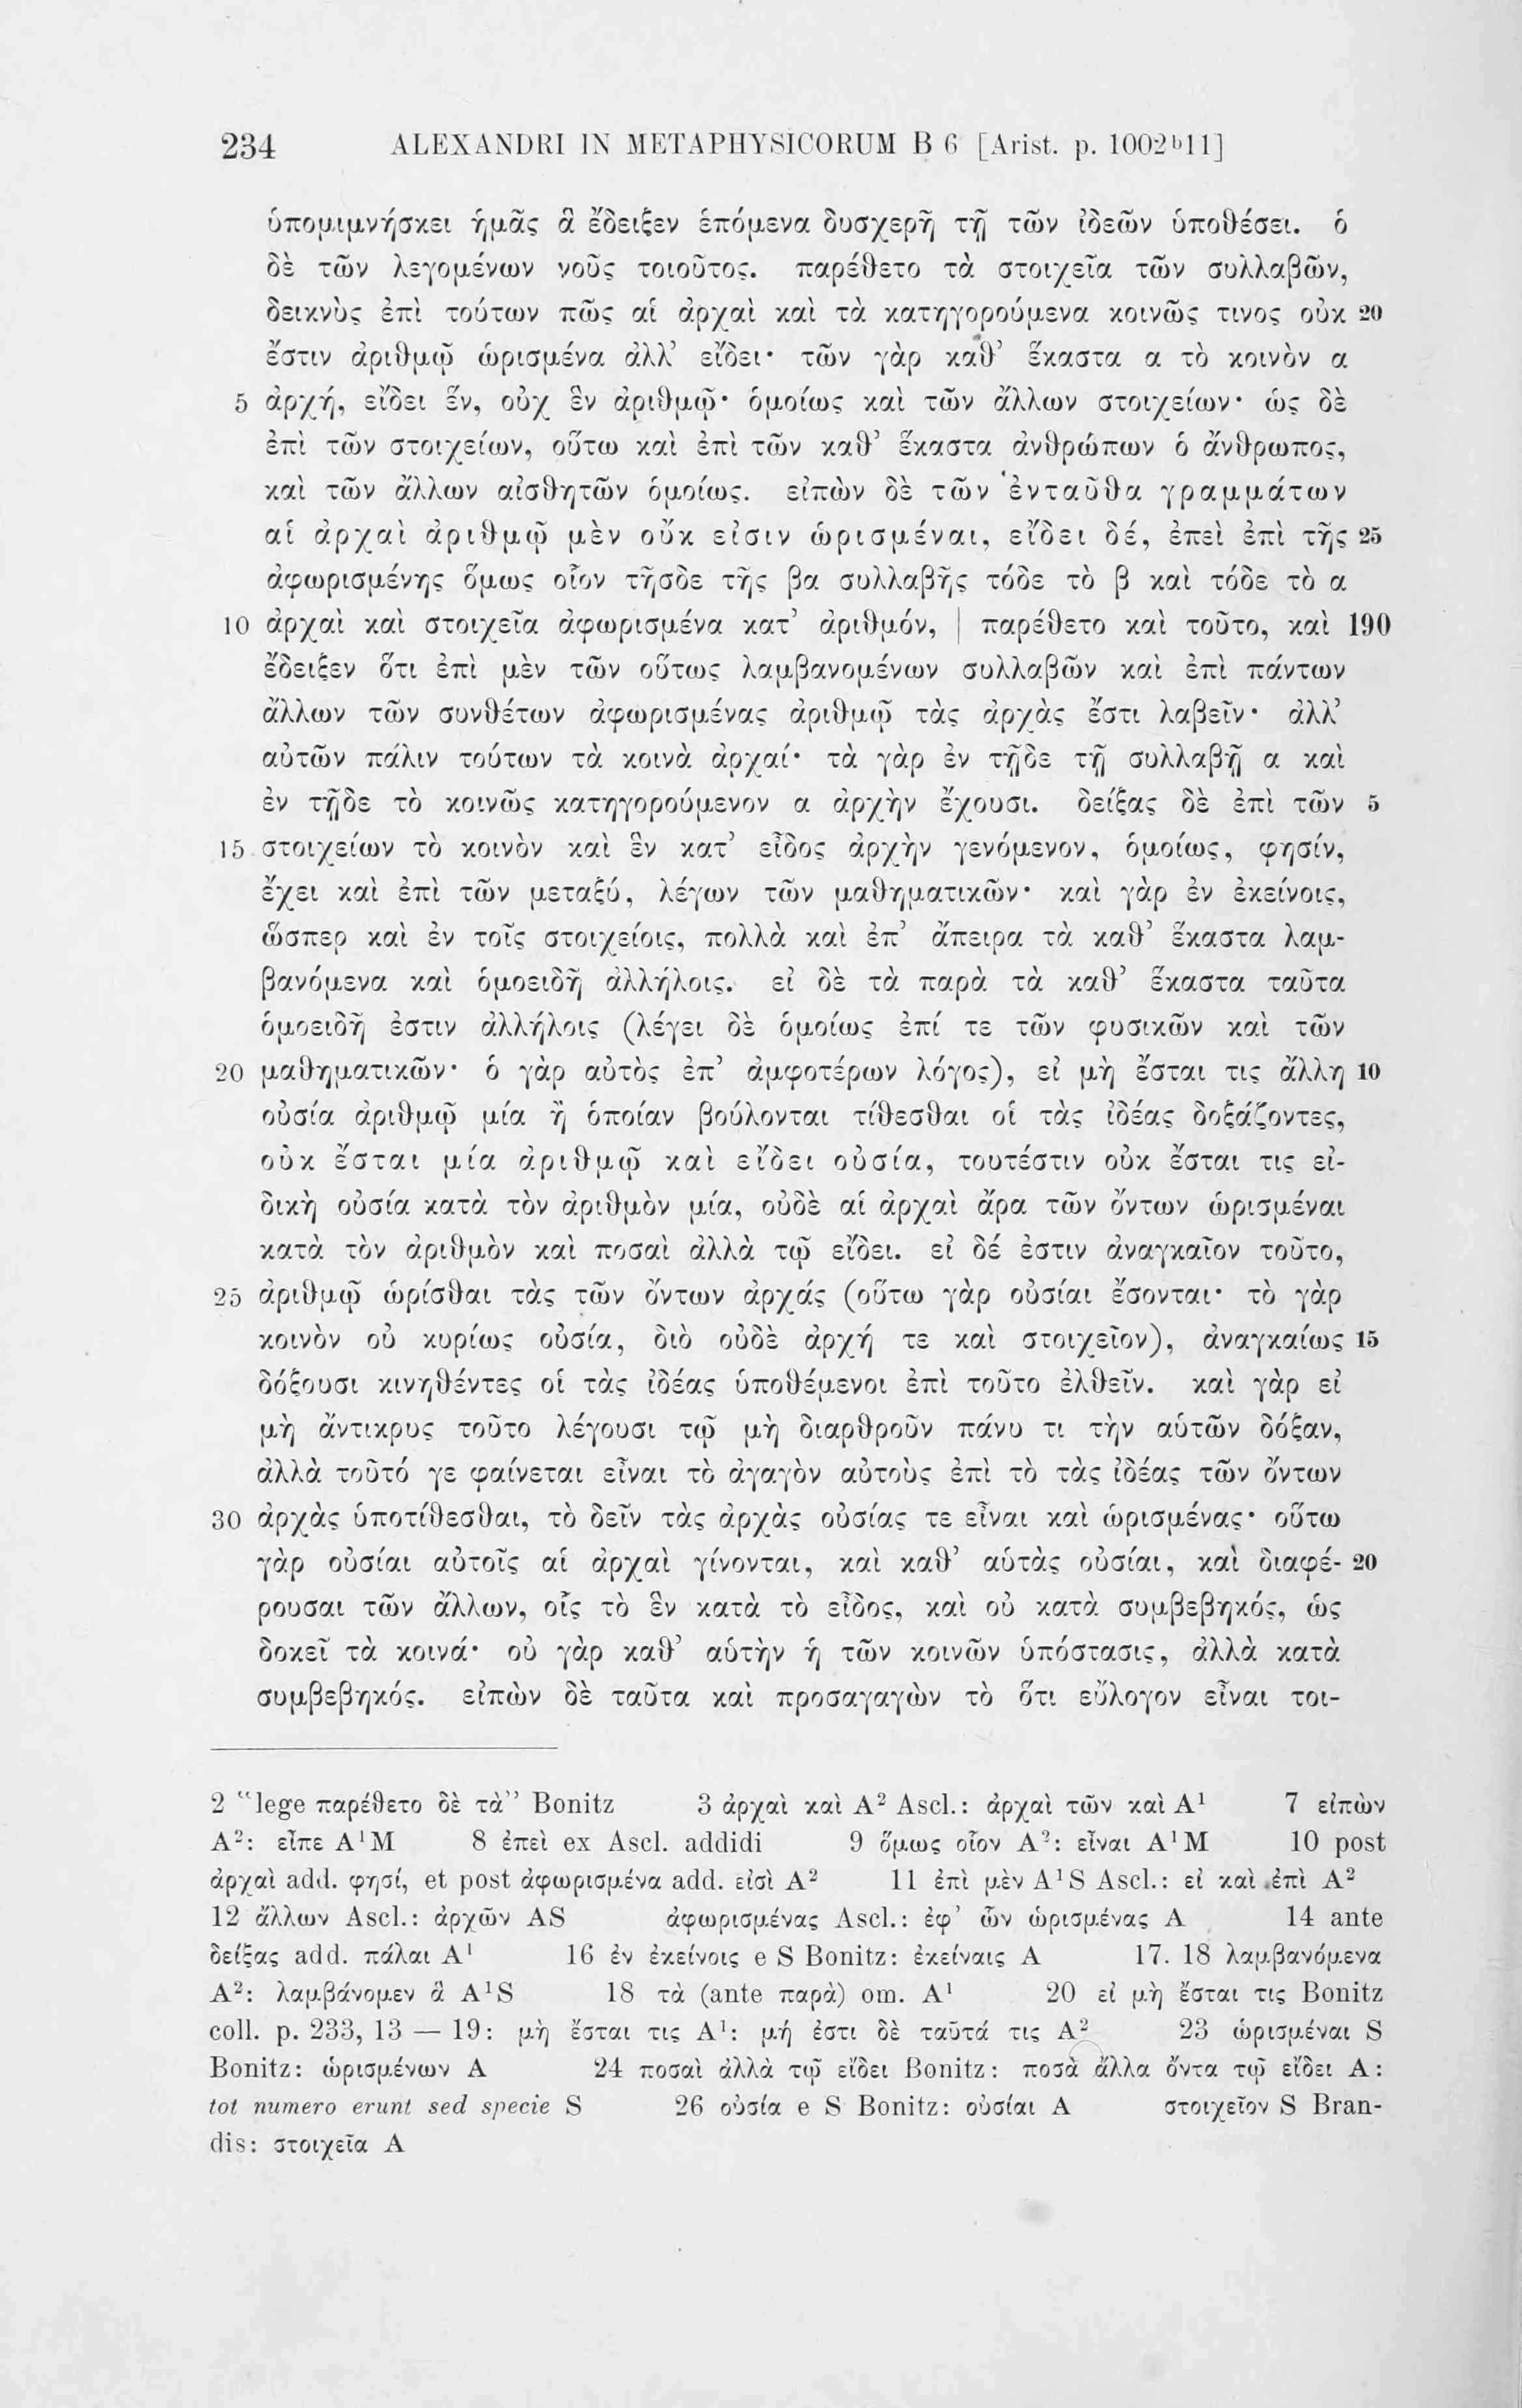 234 ALEXANDRI IN METAPHYSICORUM B 6 [Arist. p. 1002ᵇ11]
ὑπομιμνήσκει ἡμᾶς ἃ ἔδειξεν ἑπόμενα δυσχερῆ τῇ τῶν ἰδεῶν ὑποθέσει. ὁ
δὲ τῶν λεγομένων νοῦς τοιοῦτος. παρέθετο τὰ στοιχεῖα τῶν συλλαβῶν,
δεικνὺς ἐπὶ τούτων πῶς αἱ ἀρχαὶ καὶ τὰ κατηγορούμενα κοινῶς τινος οὐκ 20
ἔστιν ἀριθμῷ ὡρισμένα ἀλλ’ εἴδει· τῶν γὰρ καθ’ ἕκαστα α τὸ κοινὸν α
5 ἀρχή, εἴδει ἕν, οὐχ ἓν ἀριθμῷ· ὁμοίως καὶ τῶν ἄλλων στοιχείων· ὡς δὲ
ἐπὶ τῶν στοιχείων, οὕτω καὶ ἐπὶ τῶν καθ’ ἕκαστα ἀνθρώπων ὁ ἄνθρωπος,
καὶ τῶν ἄλλων αἰσθητῶν ὁμοίως. εἰπὼν δὲ τῶν ἐνταῦθα γραμμάτων
αἱ ἀρχαὶ ἀριθμῷ μὲν οὔκ εἰσιν ὡρισμέναι, εἴδει δέ, ἐπεὶ ἐπὶ τῆς 25
ἀφωρισμένης ὅμως οἷον τῆσδε τῆς βα συλλαβῆς τόδε τὸ β καὶ τόδε τὸ α
10 ἀρχαὶ καὶ στοιχεῖα ἀφωρισμένα κατ’ ἀριθμόν, | παρέθετο καὶ τοῦτο, καὶ 190
ἔδειξεν ὅτι ἐπὶ μὲν τῶν οὕτως λαμβανομένων συλλαβῶν καὶ ἐπὶ πάντων
ἄλλων τῶν συνθέτων ἀφωρισμένας ἀριθμῷ τὰς ἀρχὰς ἔστι λαβεῖν· ἀλλ’
αὐτῶν πάλιν τούτων τὰ κοινὰ ἀρχαί· τὰ γὰρ ἐν τῇδε τῇ συλλαβῇ α καὶ
ἐν τῇδε τὸ κοινῶς κατηγορούμενον α ἀρχὴν ἔχουσι. δείξας δὲ ἐπὶ τῶν 5
15 στοιχείων τὸ κοινὸν καὶ ἓν κατ’ εἶδος ἀρχὴν γενόμενον, ὁμοίως, φησίν,
ἔχει καὶ ἐπὶ τῶν μεταξύ, λέγων τῶν μαθηματικῶν· καὶ γὰρ ἐν ἐκείνοις,
ὥσπερ καὶ ἐν τοῖς στοιχείοις, πολλὰ καὶ ἐπ’ ἄπειρα τὰ καθ’ ἕκαστα λαμ-
βανόμενα καὶ ὁμοειδῆ ἀλλήλοις. εἰ δὲ τὰ παρὰ τὰ καθ’ ἕκαστα ταῦτα
ὁμοειδῆ ἐστιν ἀλλήλοις (λέγει δὲ ὁμοίως ἐπί τε τῶν φυσικῶν καὶ τῶν
20 μαθηματικῶν· ὁ γὰρ αὐτὸς ἐπ’ ἀμφοτέρων λόγος), εἰ μὴ ἔσται τις ἄλλη 10
οὐσία ἀριθμῷ μία ἢ ὁποίαν βούλονται τίθεσθαι οἱ τὰς ἰδέας δοξάζοντες,
οὐκ ἔσται μία ἀριθμῷ καὶ εἴδει οὐσία, τουτέστιν οὐκ ἔσται τις εἰ-
δικὴ οὐσία κατὰ τὸν ἀριθμὸν μία, οὐδὲ αἱ ἀρχαὶ ἄρα τῶν ὄντων ὡρισμέναι
κατὰ τὸν ἀριθμὸν καὶ ποσαὶ ἀλλὰ τῷ εἴδει. εἰ δέ ἐστιν ἀναγκαῖον τοῦτο,
25 ἀριθμῷ ὡρίσθαι τὰς τῶν ὄντων ἀρχάς (οὕτω γὰρ οὐσίαι ἔσονται· τὸ γὰρ
κοινὸν οὐ κυρίως οὐσία, διὸ οὐδὲ ἀρχή τε καὶ στοιχεῖον), ἀναγκαίως 15
δόξουσι κινηθέντες οἱ τὰς ἰδέας ὑποθέμενοι ἐπὶ τοῦτο ἐλθεῖν. καὶ γὰρ εἰ
μὴ ἄντικρυς τοῦτο λέγουσι τῷ μὴ διαρθροῦν πάνυ τι τὴν αὑτῶν δόξαν,
ἀλλὰ τοῦτό γε φαίνεται εἶναι τὸ ἀγαγὸν αὐτοὺς ἐπὶ τὸ τὰς ἰδέας τῶν ὄντων
30 ἀρχὰς ὑποτίθεσθαι, τὸ δεῖν τὰς ἀρχὰς οὐσίας τε εἶναι καὶ ὡρισμένας· οὕτω
γὰρ οὐσίαι αὐτοῖς αἱ ἀρχαὶ γίνονται, καὶ καθ’ αὑτὰς οὐσίαι, καὶ διαφέ- 20
ρουσαι τῶν ἄλλων, οἷς τὸ ἓν κατὰ τὸ εἶδος, καὶ οὐ κατὰ συμβεβηκός, ὡς
δοκεῖ τὰ κοινά· οὐ γὰρ καθ’ αὑτὴν ἡ τῶν κοινῶν ὑπόστασις, ἀλλὰ κατὰ
συμβεβηκός. εἰπὼν δὲ ταῦτα καὶ προσαγαγὼν τὸ ὅτι εὔλογον εἶναι τοι-
2 “lege παρέθετο δὲ τὰ” Bonitz 3 ἀρχαὶ καὶ A² Ascl.: ἀρχαὶ τῶν καὶ A¹ 7 εἰπὼν
A²: εἶπε A¹M 8 ἐπεὶ ex Ascl. addidi 9 ὅμως οἷον A²: εἶναι A¹M 10 post
ἀρχαὶ add. φησί, et post ἀφωρισμένα add. εἰσὶ A² 11 ἐπὶ μὲν A¹S Ascl.: εἰ καὶ ἐπὶ A²
12 ἄλλων Ascl.: ἀρχῶν AS ἀφωρισμένας Ascl.: ἐφ’ ὧν ὡρισμένας A 14 ante
δείξας add. πάλαι A¹ 16 ἐν ἐκείνοις e S Bonitz: ἐκείναις A 17. 18 λαμβανόμενα
A²: λαμβάνομεν ἃ A¹S 18 τὰ (ante παρὰ) om. A¹ 20 εἰ μὴ ἔσται τις Bonitz
coll. p. 233, 13 — 19: μὴ ἔσται τις A¹: μή ἐστι δὲ ταῦτά τις A² 23 ὡρισμέναι S
Bonitz: ὡρισμένων A 24 ποσαὶ ἀλλὰ τῷ εἴδει Bonitz: ποσὰ ἄλλα ὄντα τῷ εἴδει A:
tot numero erunt sed specie S 26 οὐσία e S Bonitz: οὐσίαι A στοιχεῖον S Bran-
dis: στοιχεῖα A